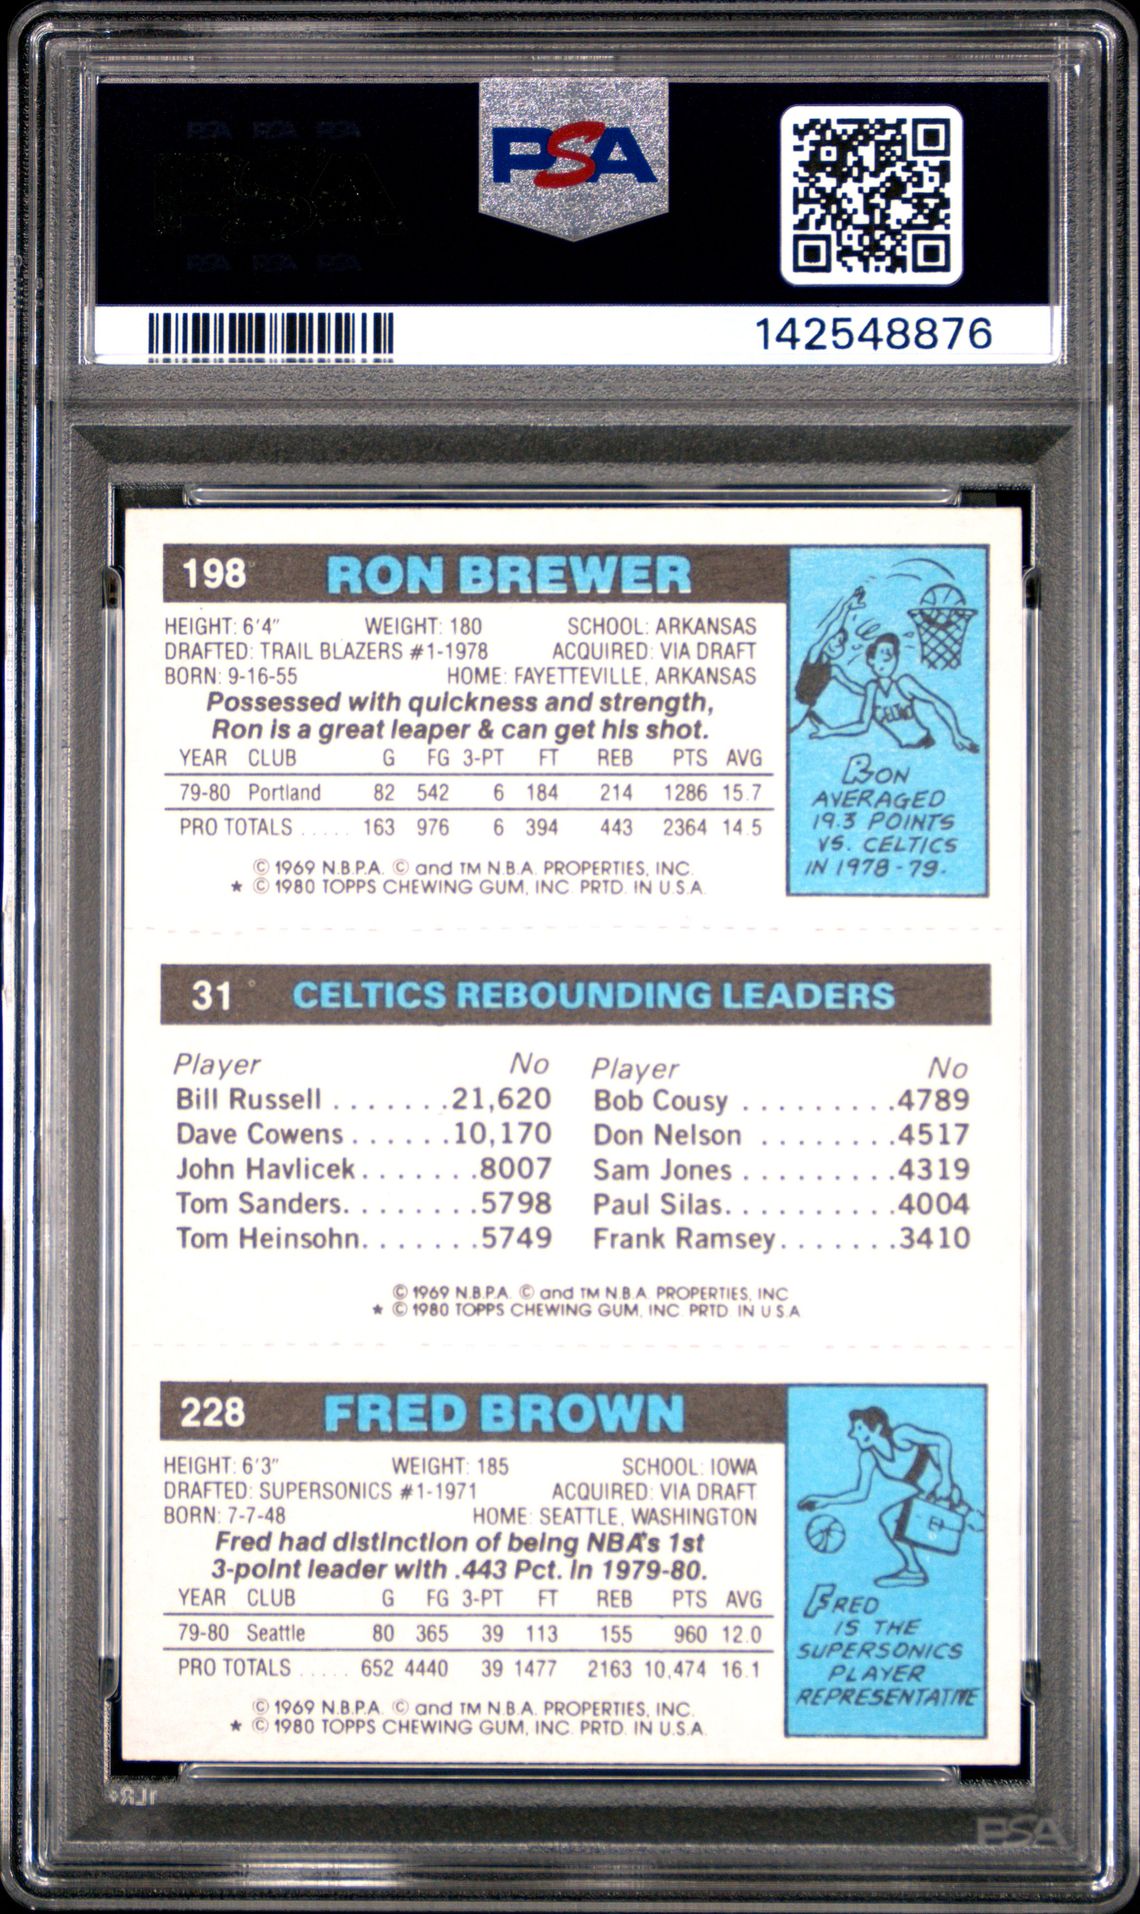 PSA PSA PSA
PSA
PSA
PSA PSA PSA
142548876
198 RON BREWER
HEIGHT: 6'4" WEIGHT: 180 SCHOOL: ARKANSAS
DRAFTED: TRAIL BLAZERS #1-1978 ACQUIRED: VIA DRAFT
BORN: 9-16-55 HOME: FAYETTEVILLE, ARKANSAS
Possessed with quickness and strength,
Ron is a great leaper & can get his shot.
YEAR CLUB G FG 3-PT FT REB PTS AVG
79-80 Portland 82 542 6 184 214 1286 15.7
PRO TOTALS ..... 163 976 6 394 443 2364 14.5
© 1969 N.B.P.A. © and TM N.B.A. PROPERTIES, INC.
* © 1980 TOPPS CHEWING GUM, INC. PRTD. IN U.S.A.
CELTICS
RON
AVERAGED
19.3 POINTS
VS. CELTICS
IN 1978-79.
31 CELTICS REBOUNDING LEADERS
Player No Player No
Bill Russell .......21,620 Bob Cousy .........4789
Dave Cowens ......10,170 Don Nelson ........4517
John Havlicek.......8007 Sam Jones .........4319
Tom Sanders........5798 Paul Silas..........4004
Tom Heinsohn.......5749 Frank Ramsey.......3410
© 1969 N.B.P.A. © and TM N.B.A. PROPERTIES, INC
* © 1980 TOPPS CHEWING GUM, INC. PRTD IN U S A
228 FRED BROWN
HEIGHT: 6'3" WEIGHT: 185 SCHOOL: IOWA
DRAFTED: SUPERSONICS #1-1971 ACQUIRED: VIA DRAFT
BORN: 7-7-48 HOME: SEATTLE, WASHINGTON
Fred had distinction of being NBA's 1st
3-point leader with .443 Pct. in 1979-80.
YEAR CLUB G FG 3-PT FT REB PTS AVG
79-80 Seattle 80 365 39 113 155 960 12.0
PRO TOTALS ..... 652 4440 39 1477 2163 10,474 16.1
© 1969 N.B.P.A. © and TM N.B.A. PROPERTIES, INC.
* © 1980 TOPPS CHEWING GUM, INC. PRTD. IN U.S.A.
FRED
IS THE
SUPERSONICS
PLAYER
REPRESENTATIVE
PSA